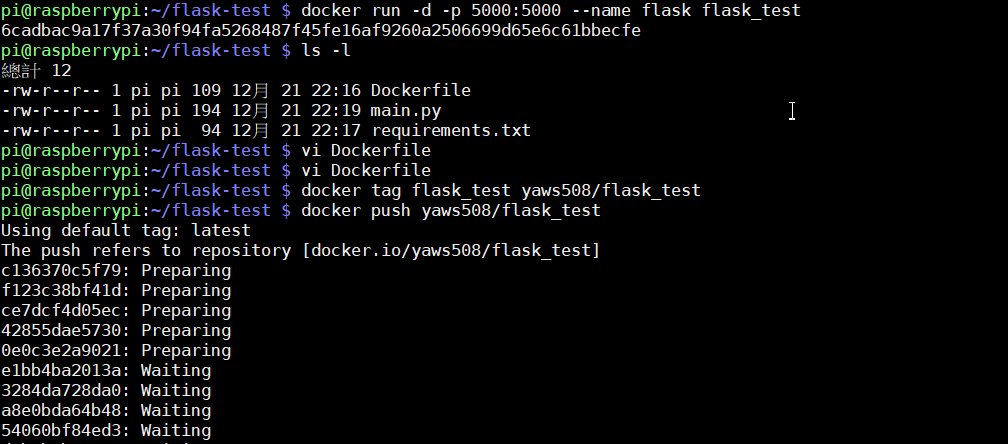 pi@raspberrypi:~/flask-test $ docker run -d -p 5000:5000 --name flask flask_test
6cadbac9a17f37a30f94fa5268487f45fe16af9260a2506699d65e6c61bbecfe
pi@raspberrypi:~/flask-test $ ls -l
總計 12
-rw-r--r-- 1 pi pi 109 12月 21 22:16 Dockerfile
-rw-r--r-- 1 pi pi 194 12月 21 22:19 main.py
-rw-r--r-- 1 pi pi  94 12月 21 22:17 requirements.txt
pi@raspberrypi:~/flask-test $ vi Dockerfile
pi@raspberrypi:~/flask-test $ vi Dockerfile
pi@raspberrypi:~/flask-test $ docker tag flask_test yaws508/flask_test
pi@raspberrypi:~/flask-test $ docker push yaws508/flask_test
Using default tag: latest
The push refers to repository [docker.io/yaws508/flask_test]
c136370c5f79: Preparing
f123c38bf41d: Preparing
ce7dcf4d05ec: Preparing
42855dae5730: Preparing
0e0c3e2a9021: Preparing
e1bb4ba2013a: Waiting
3284da728da0: Waiting
a8e0bda64b48: Waiting
54060bf84ed3: Waiting